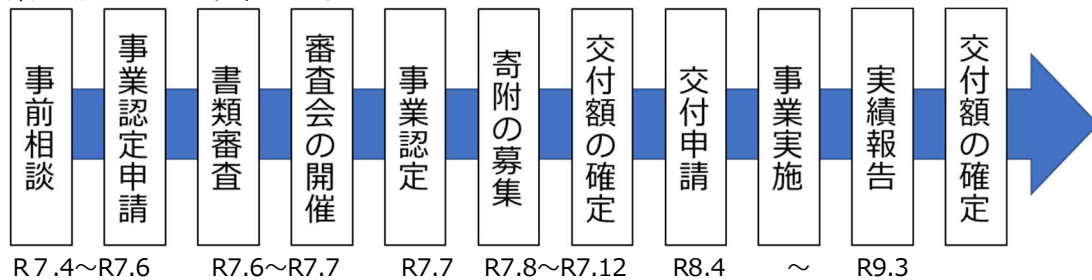 事前相談
事業認定申請
書類審査
審査会の開催
事業認定
寄附の募集
交付額の確定
交付申請
事業実施
実績報告
交付額の確定
R7.4～R7.6 R7.6～R7.7 R7.7 R7.8～R7.12 R8.4 ～ R9.3